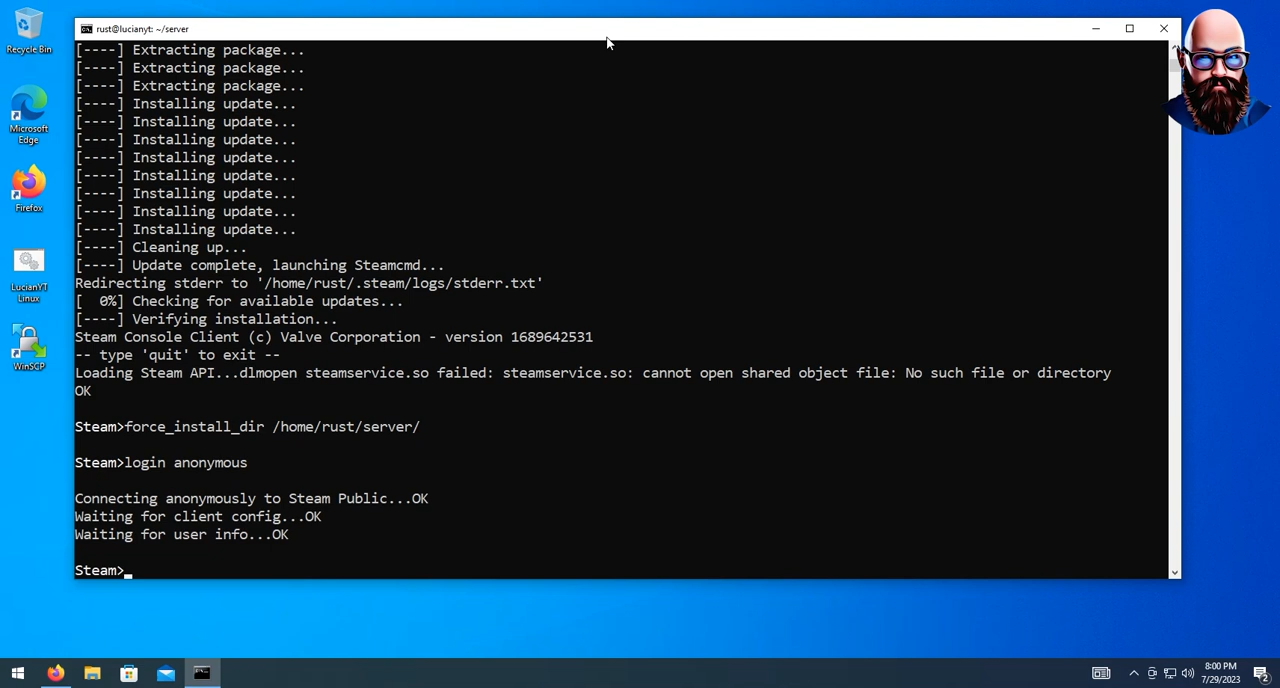 Recycle Bin
Microsoft
Edge
Firefox
LucianYT
Linux
WinSCP
rust@lucianyt: ~/server
[----] Extracting package...
[----] Extracting package...
[----] Extracting package...
[----] Installing update...
[----] Installing update...
[----] Installing update...
[----] Installing update...
[----] Installing update...
[----] Installing update...
[----] Installing update...
[----] Installing update...
[----] Cleaning up...
[----] Update complete, launching Steamcmd...
Redirecting stderr to '/home/rust/.steam/logs/stderr.txt'
[  0%] Checking for available updates...
[----] Verifying installation...
Steam Console Client (c) Valve Corporation - version 1689642531
-- type 'quit' to exit --
Loading Steam API...dlmopen steamservice.so failed: steamservice.so: cannot open shared object file: No such file or directory
OK
Steam>force_install_dir /home/rust/server/
Steam>login anonymous
Connecting anonymously to Steam Public...OK
Waiting for client config...OK
Waiting for user info...OK
Steam>
8:00 PM
7/29/2023
2